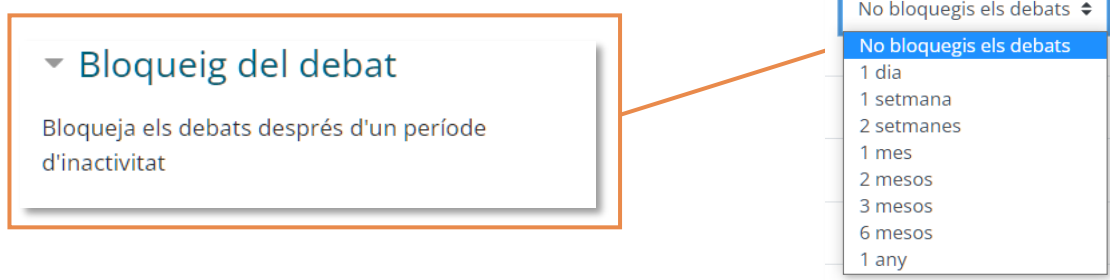 Bloqueig del debat
Bloqueja els debats després d'un període
d'inactivitat
No bloquegis els debats
No bloquegis els debats
1 dia
1 setmana
2 setmanes
1 mes
2 mesos
3 mesos
6 mesos
1 any